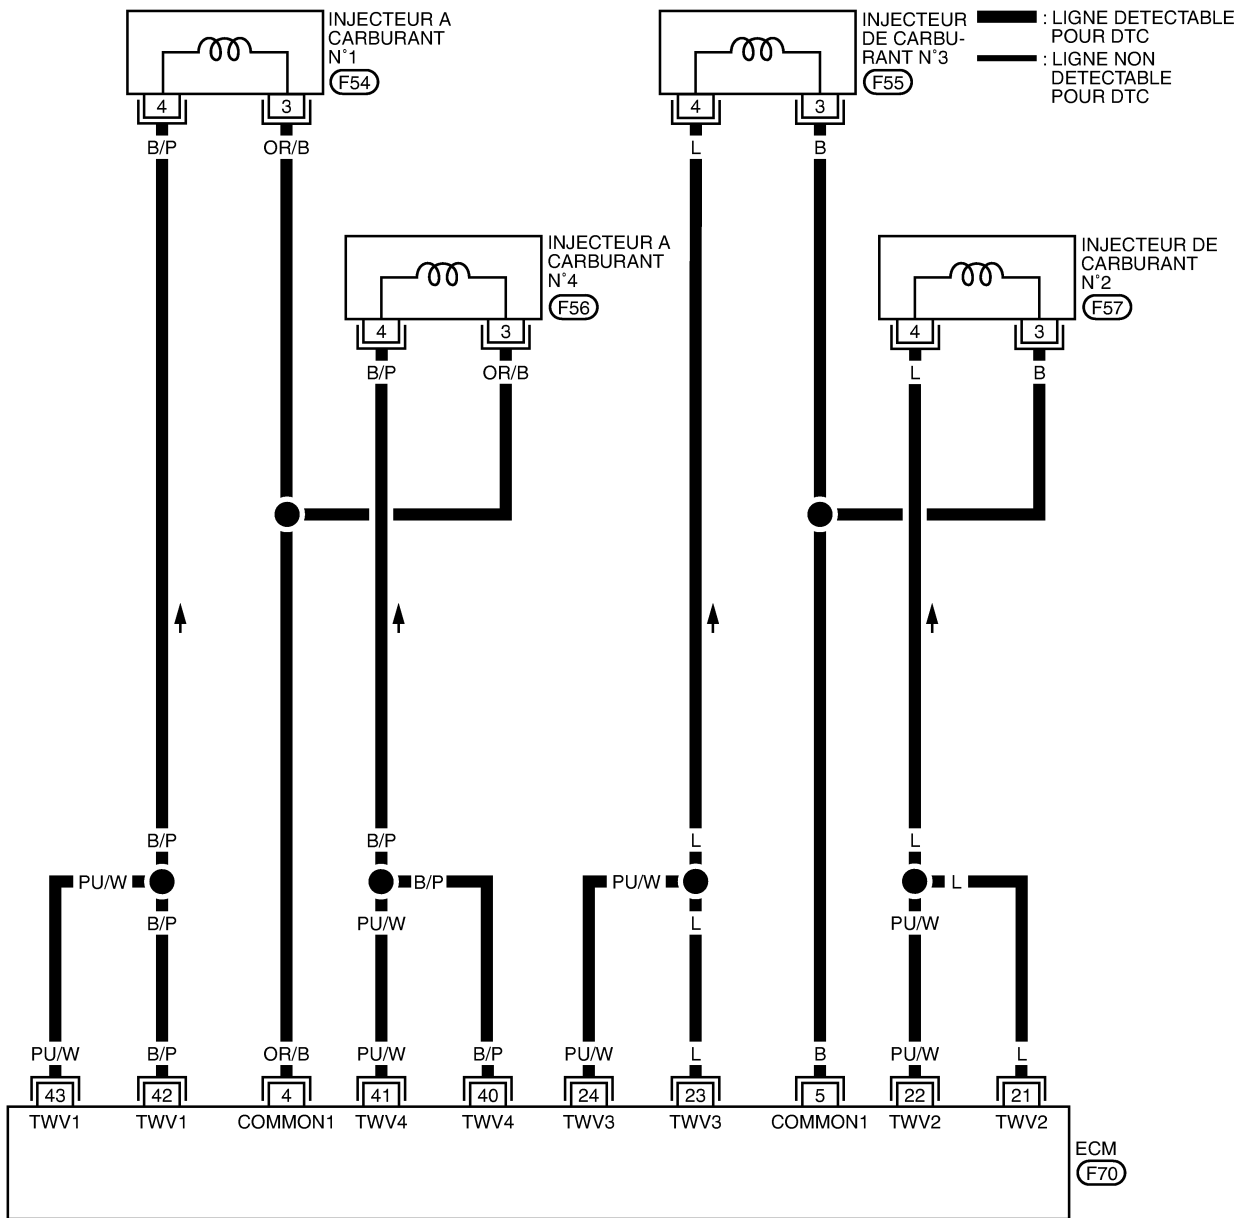 INJECTEUR A
CARBURANT
N°1
F54
INJECTEUR
DE CARBU-
RANT N°3
F55
: LIGNE DETECTABLE
POUR DTC
: LIGNE NON
DETECTABLE
POUR DTC
4 3 4 3
B/P OR/B L B
INJECTEUR A
CARBURANT
N°4
F56
INJECTEUR DE
CARBURANT
N°2
F57
4 3 4 3
B/P OR/B L B
B/P B/P L L
PU/W B/P PU/W L
B/P PU/W L PU/W
PU/W B/P OR/B PU/W B/P PU/W L B PU/W L
43 42 4 41 40 24 23 5 22 21
TWV1 TWV1 COMMON1 TWV4 TWV4 TWV3 TWV3 COMMON1 TWV2 TWV2
ECM
F70